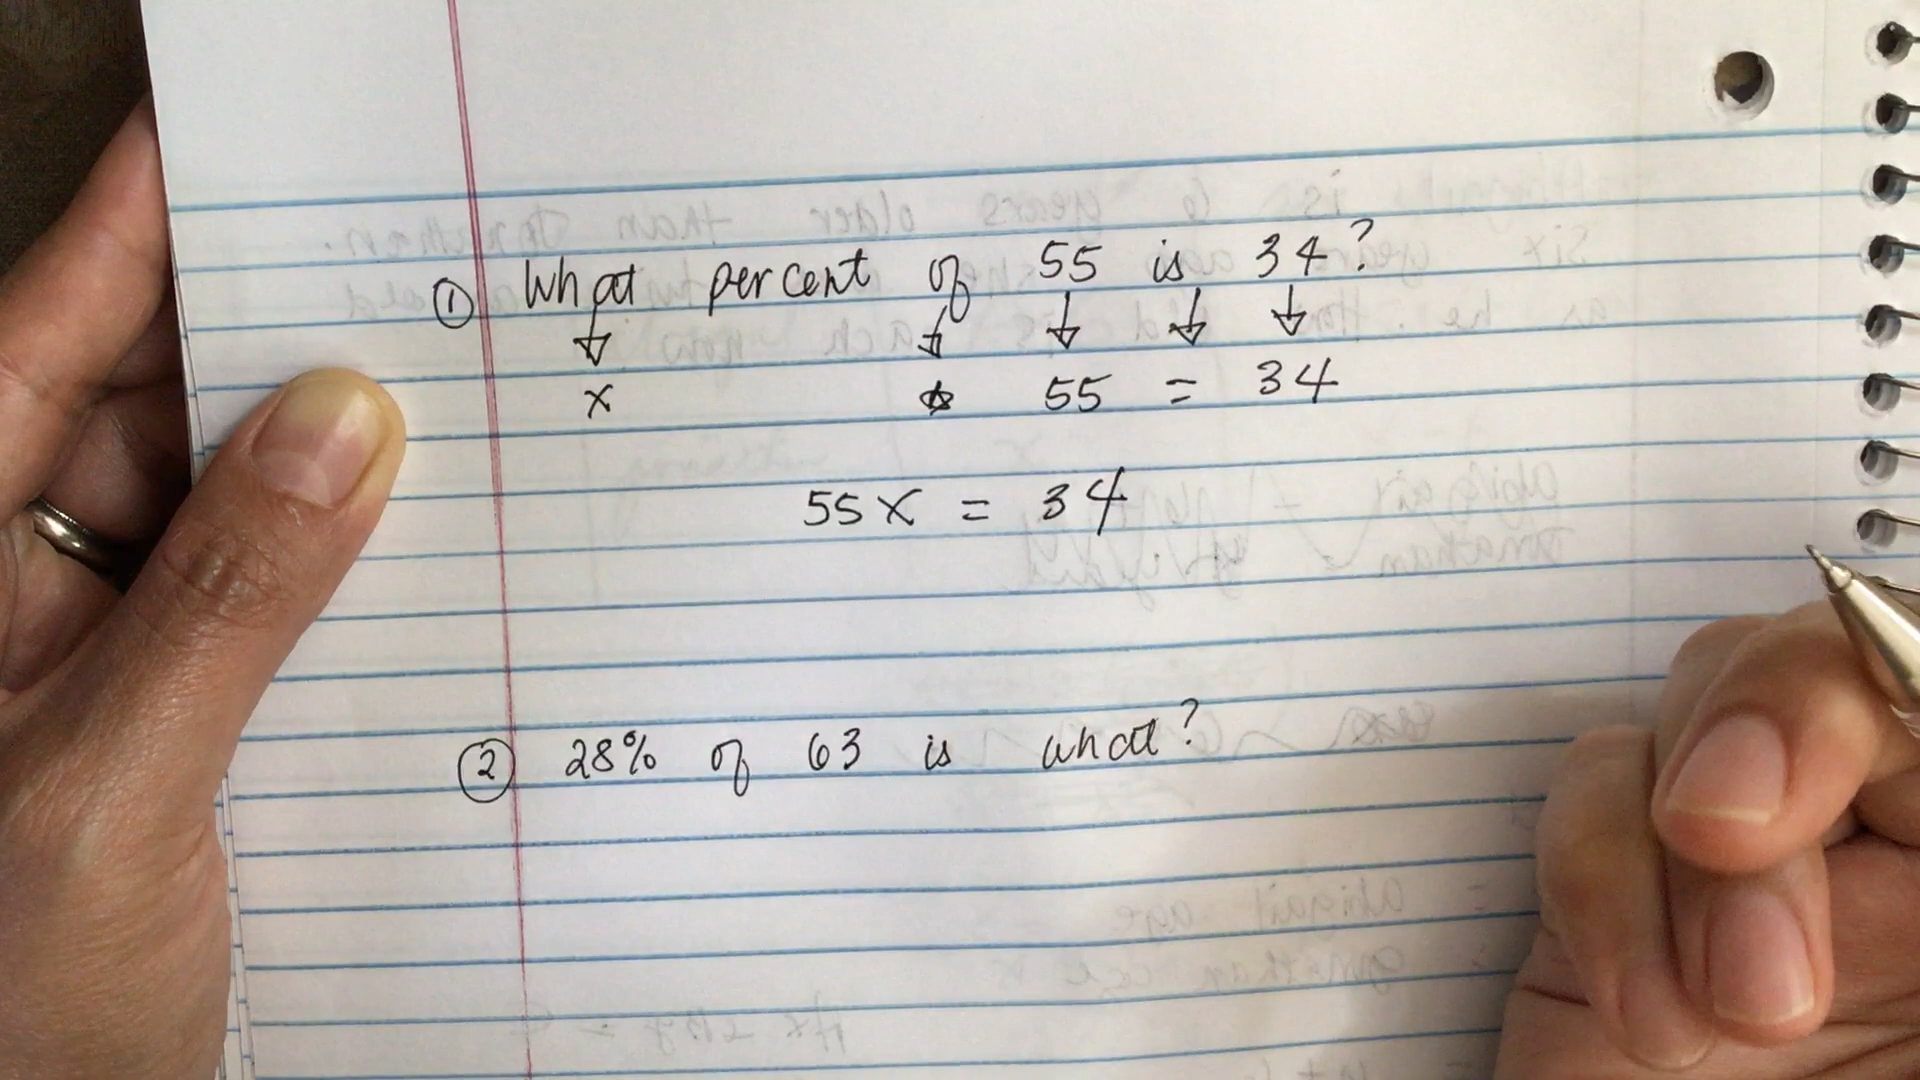 ① What percent of 55 is 34?
↓ ↓ ↓ ↓ ↓
x * 55 = 34
55x = 34
② 28% of 63 is what?